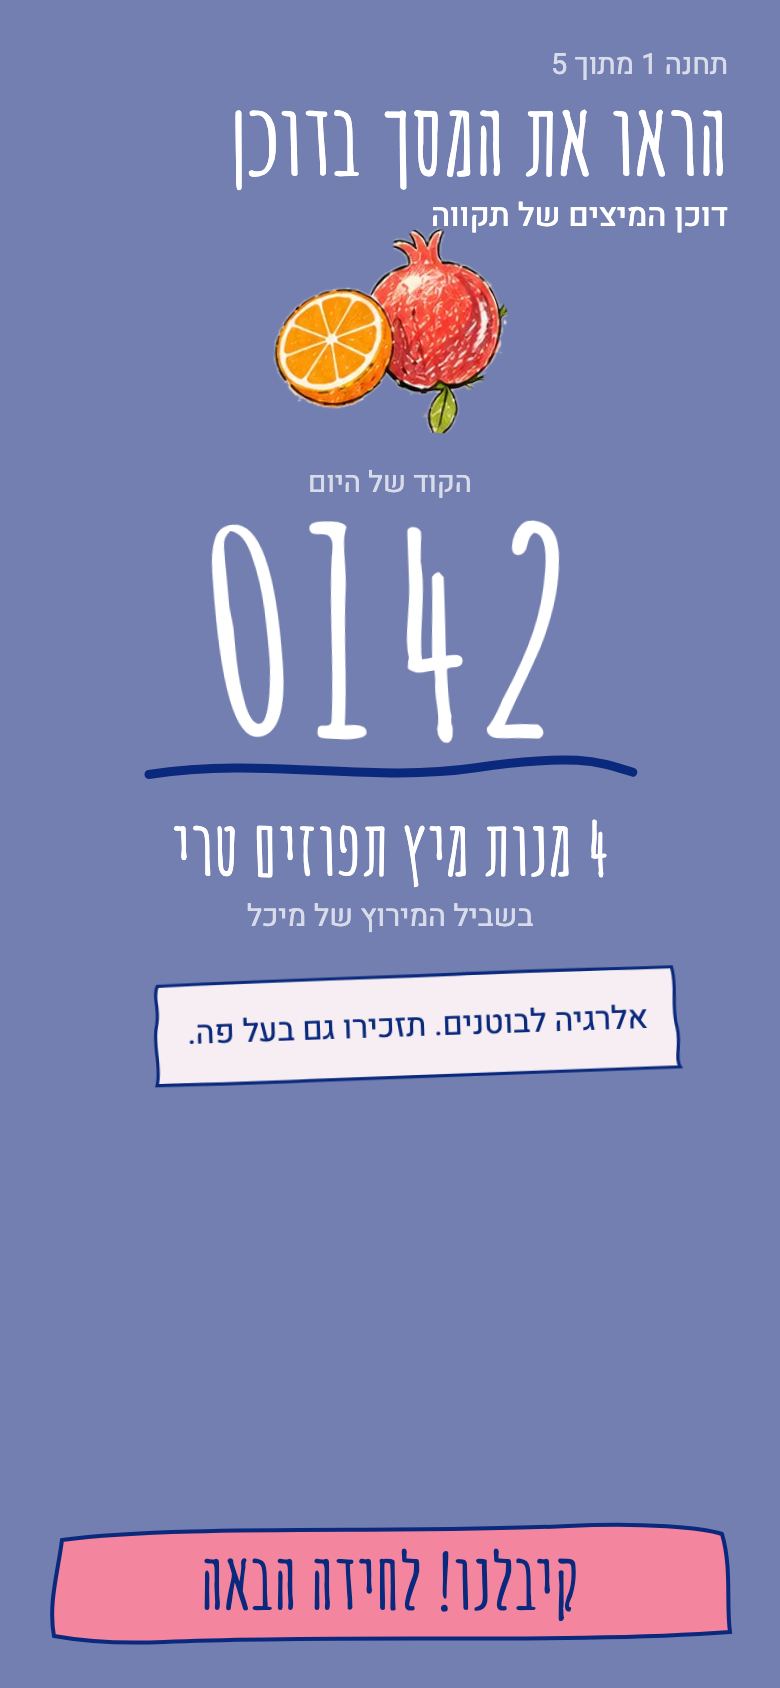 תחנה 1 מתוך 5
הראו את המסך בדוכן
דוכן המיצים של תקווה
הקוד של היום
0142
4 מנות מיץ תפוזים טרי
בשביל המירוץ של מיכל
אלרגיה לבוטנים. תזכירו גם בעל פה.
קיבלנו! לחידה הבאה